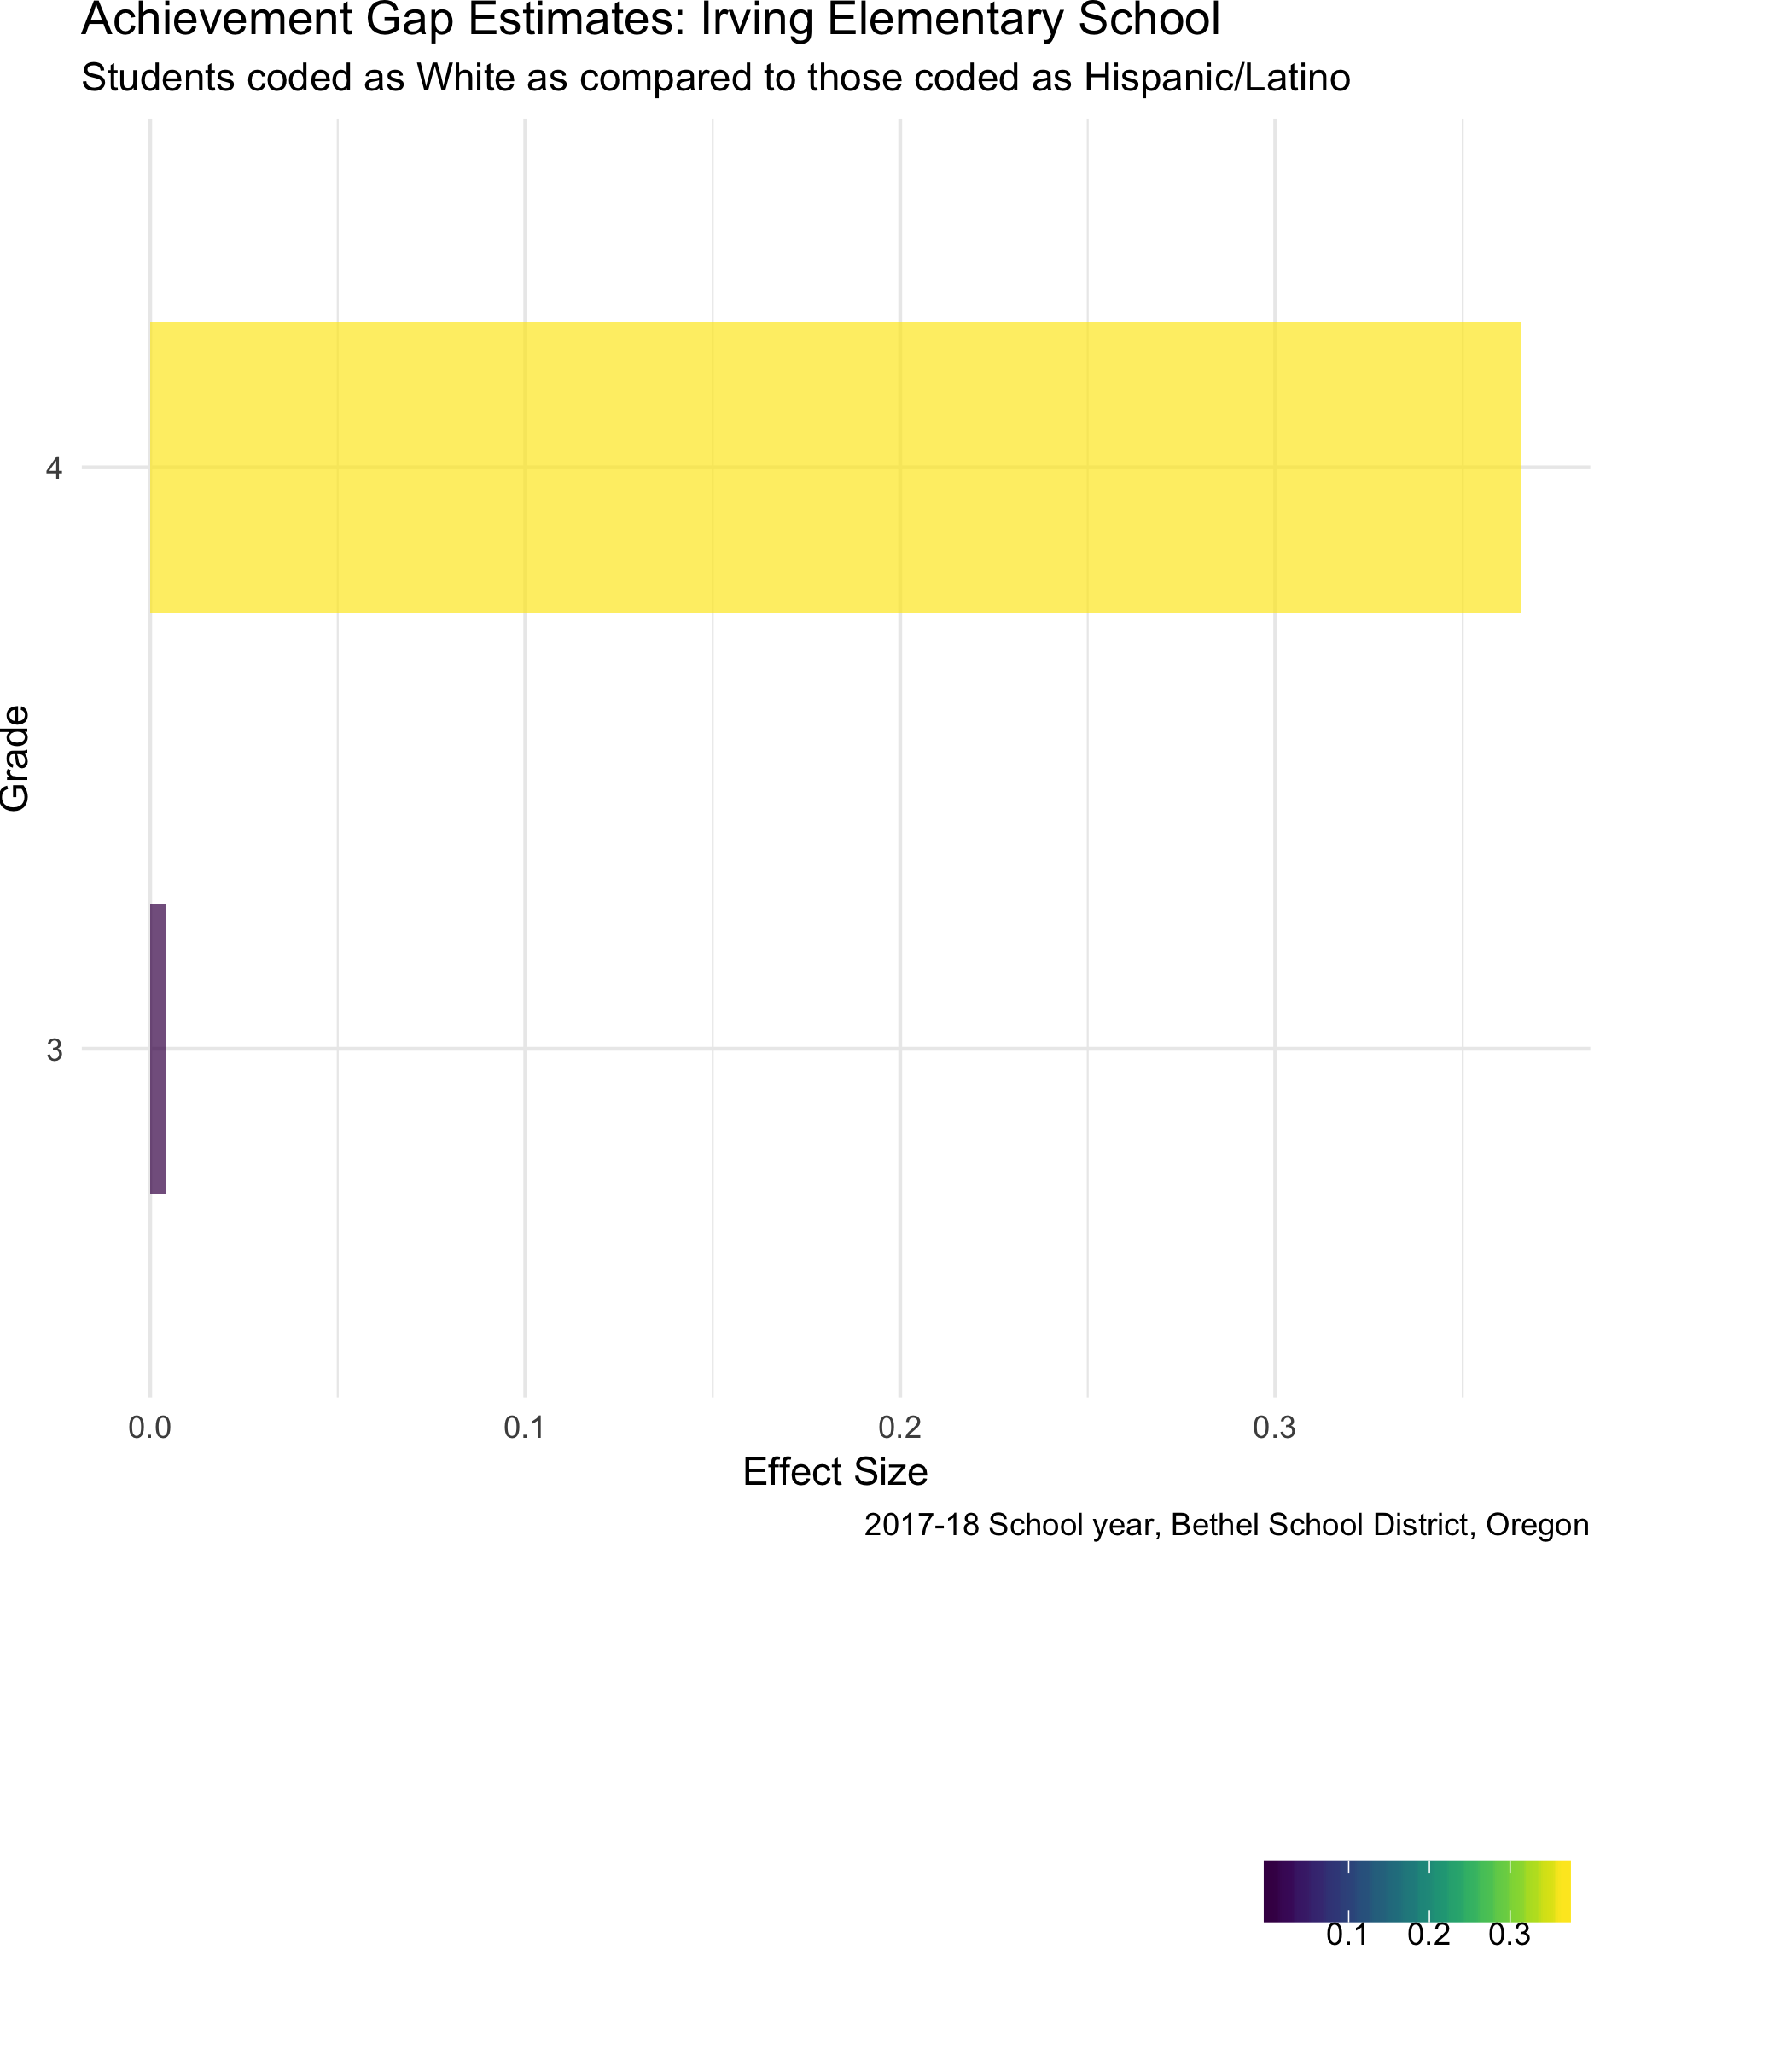 Achievement Gap Estimates: Irving Elementary School
Students coded as White as compared to those coded as Hispanic/Latino
4
Grade
3
0.0 0.1 0.2 0.3
Effect Size
2017-18 School year, Bethel School District, Oregon
0.1 0.2 0.3